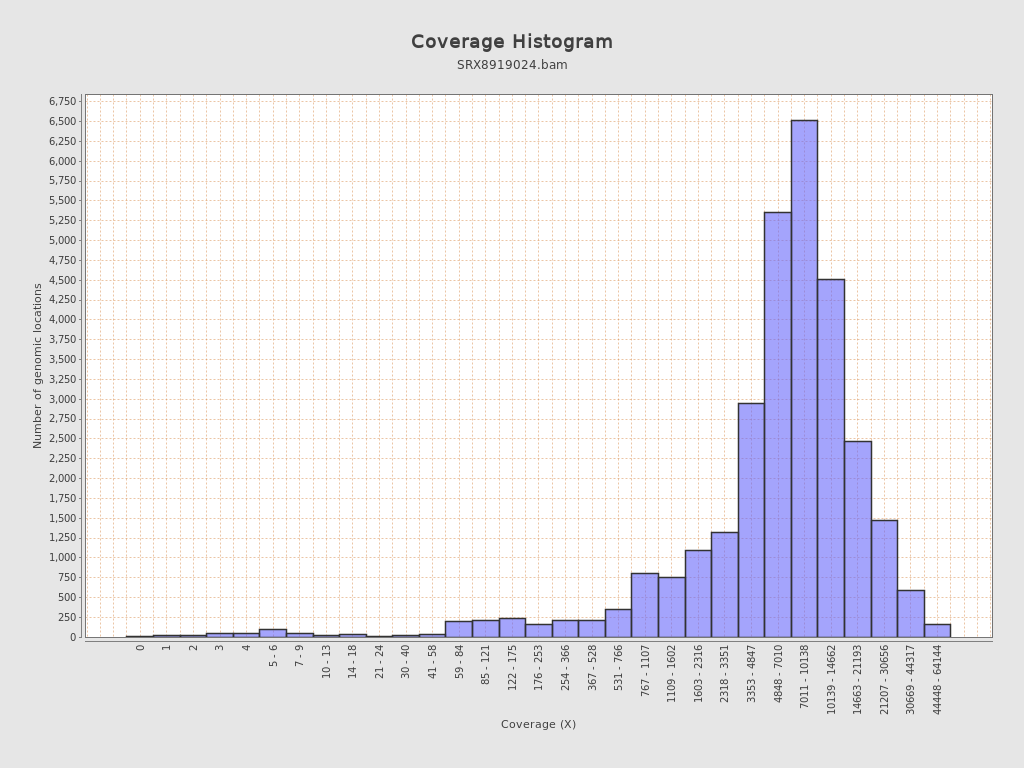 Coverage Histogram
SRX8919024.bam
Number of genomic locations
6,750
6,500
6,250
6,000
5,750
5,500
5,250
5,000
4,750
4,500
4,250
4,000
3,750
3,500
3,250
3,000
2,750
2,500
2,250
2,000
1,750
1,500
1,250
1,000
750
500
250
0
0
1
2
3
4
5 - 6
7 - 9
10 - 13
14 - 18
21 - 24
30 - 40
41 - 58
59 - 84
85 - 121
122 - 175
176 - 253
254 - 366
367 - 528
531 - 766
767 - 1107
1109 - 1602
1603 - 2316
2318 - 3351
3353 - 4847
4848 - 7010
7011 - 10138
10139 - 14662
14663 - 21193
21207 - 30656
30669 - 44317
44448 - 64144
Coverage (X)